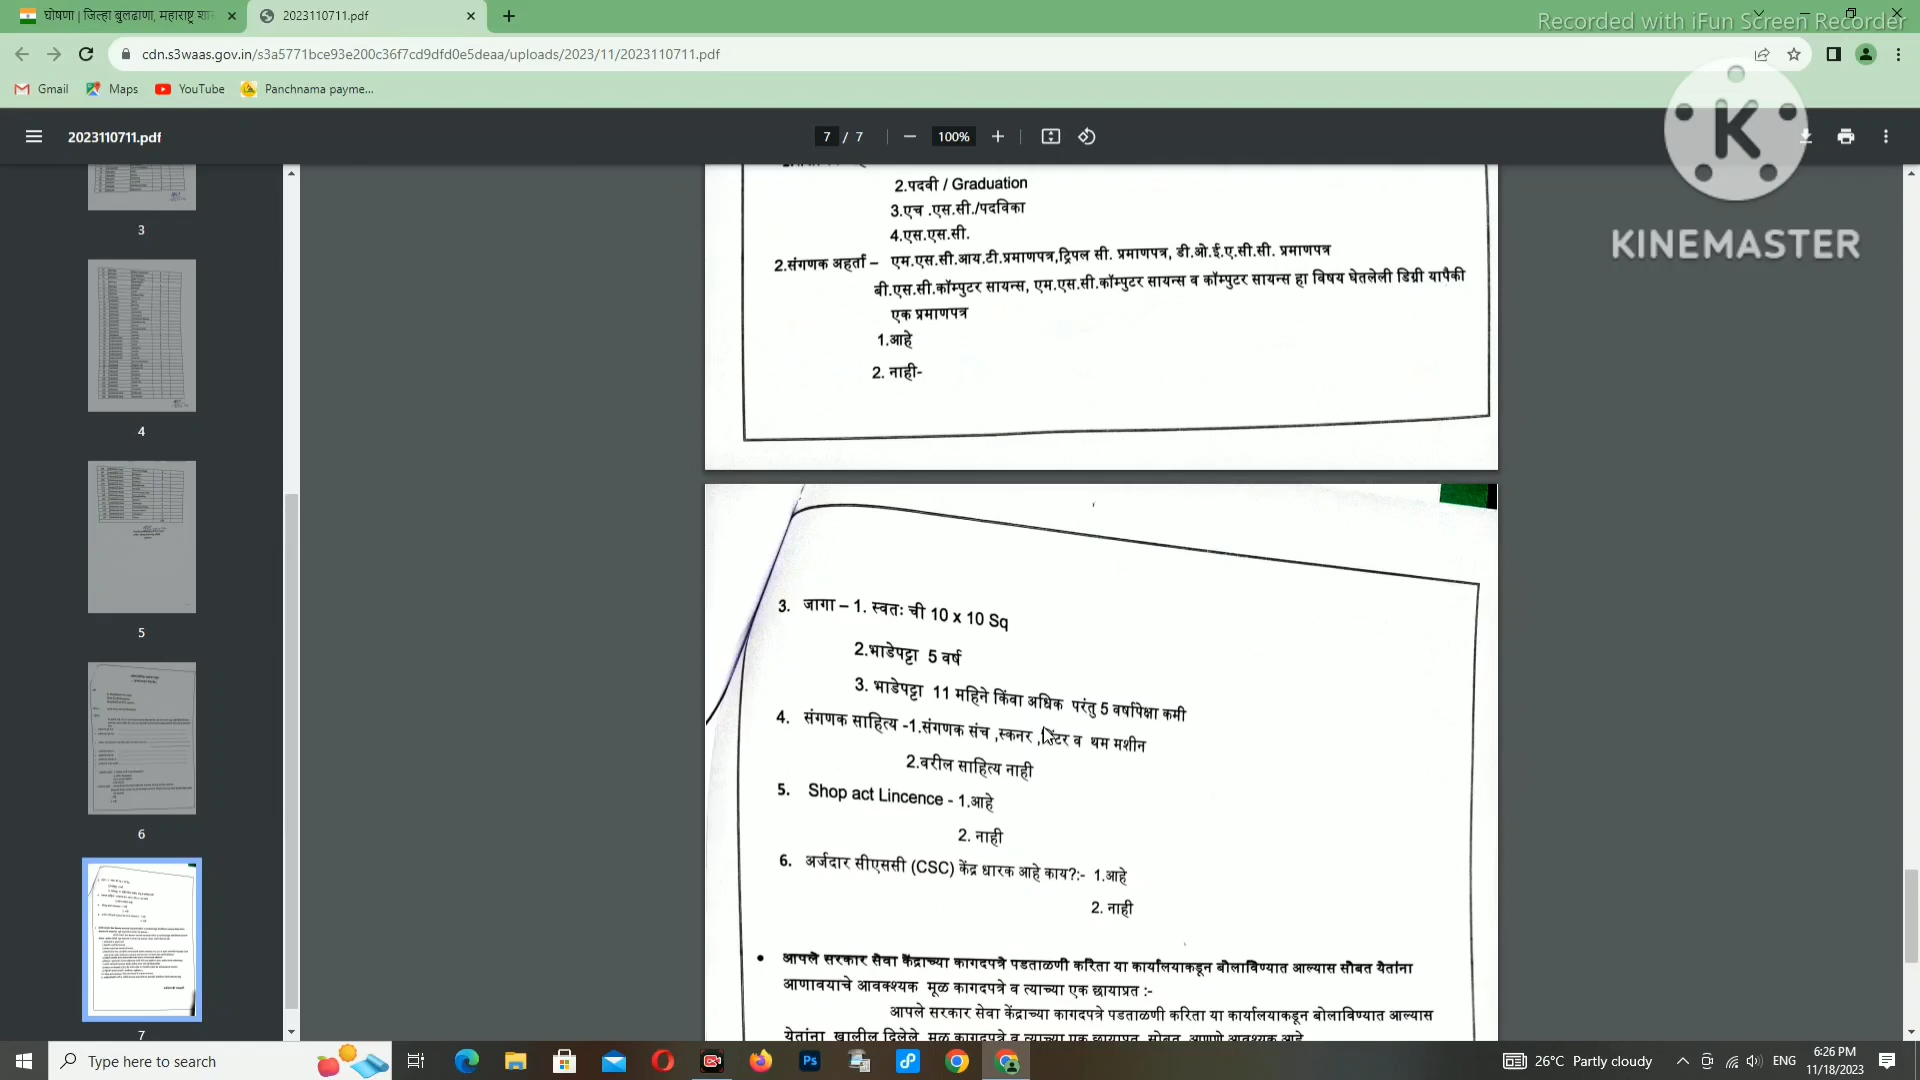 घोषणा | जिल्हा बुलढाणा, महाराष्ट्र शा
2023110711.pdf
Recorded with iFun Screen Recorder
cdn.s3waas.gov.in/s3a5771bce93e200c36f7cd9dfd0e5deaa/uploads/2023/11/2023110711.pdf
Gmail Maps YouTube Panchnama payme...
2023110711.pdf 7 / 7 100%
K
KINEMASTER
2.पदवी / Graduation
3.एच .एस.सी./पदविका
4.एस.एस.सी.
2.संगणक अहर्ता – एम.एस.सी.आय.टी.प्रमाणपत्र,ट्रिपल सी. प्रमाणपत्र, डी.ओ.ई.ए.सी.सी. प्रमाणपत्र
बी.एस.सी.कॉम्पुटर सायन्स, एम.एस.सी.कॉम्पुटर सायन्स व कॉम्पुटर सायन्स हा विषय घेतलेली डिग्री यापैकी
एक प्रमाणपत्र
1.आहे
2. नाही-
3. जागा – 1. स्वतः ची 10 x 10 Sq
2.भाडेपट्टा 5 वर्ष
3. भाडेपट्टा 11 महिने किंवा अधिक परंतु 5 वर्षापेक्षा कमी
4. संगणक साहित्य -1.संगणक संच ,स्कनर , व थम मशीन
2.वरील साहित्य नाही
5. Shop act Lincence - 1.आहे
2. नाही
6. अर्जदार सीएससी (CSC) केंद्र धारक आहे काय?:- 1.आहे
2. नाही
• आपले सरकार सेवा केंद्राच्या कागदपत्रे पडताळणी करिता या कार्यालयाकडून बोलाविण्यात आल्यास सोबत येतांना
आणावयाचे आवक्श्यक मूळ कागदपत्रे व त्याच्या एक छायाप्रत :-
आपले सरकार सेवा केंद्राच्या कागदपत्रे पडताळणी करिता या कार्यालयाकडून बोलाविण्यात आल्यास
येतांना खालील दिलेले मूळ कागदपत्रे व त्याच्या एक छायाप्रत सोबत आणणे आवश्यक आहे
3
4
5
6
7
Type here to search
26°C Partly cloudy
ENG
6:26 PM
11/18/2023